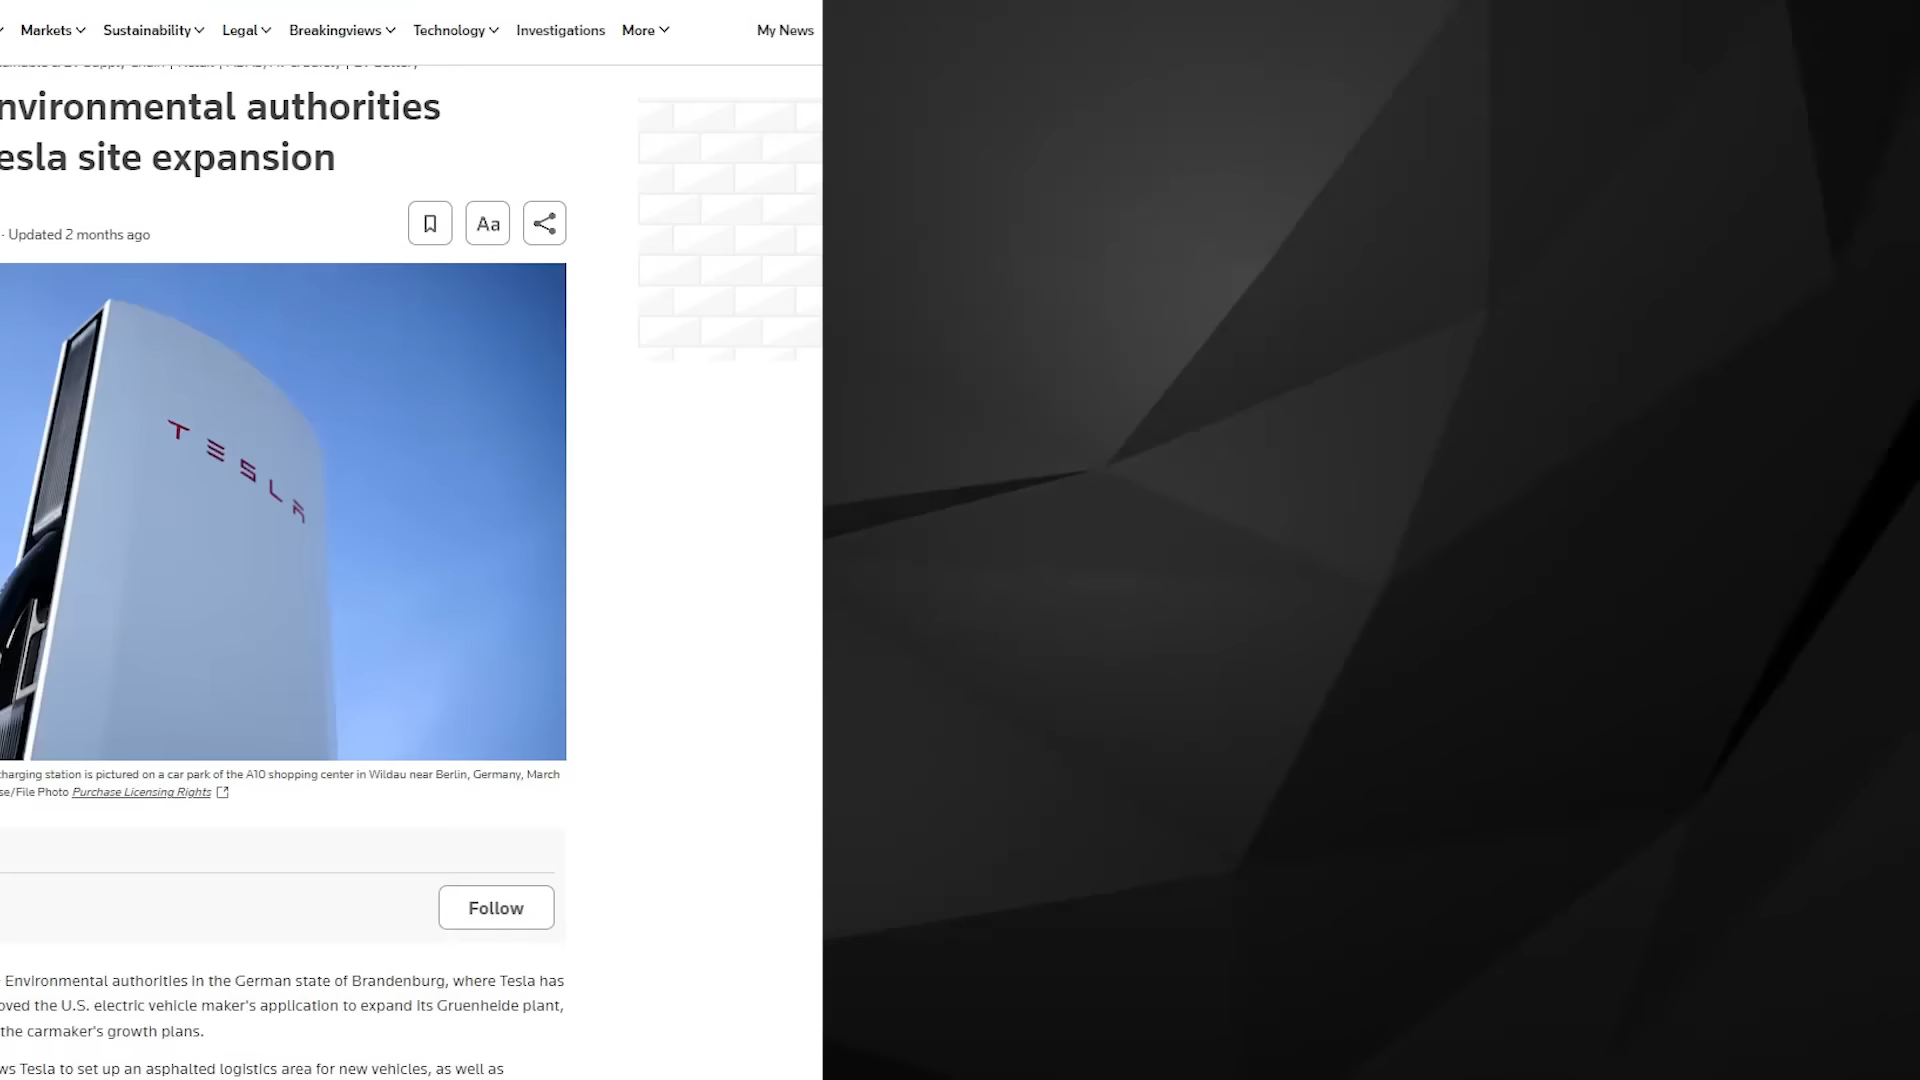 Markets Sustainability Legal Breakingviews Technology Investigations More My News
nvironmental authorities
esla site expansion
· Updated 2 months ago
Aa
TESLA
harging station is pictured on a car park of the A10 shopping center in Wildau near Berlin, Germany, March
se/File Photo Purchase Licensing Rights
Follow
Environmental authorities in the German state of Brandenburg, where Tesla has
oved the U.S. electric vehicle maker's application to expand its Gruenheide plant,
the carmaker's growth plans.
ws Tesla to set up an asphalted logistics area for new vehicles, as well as